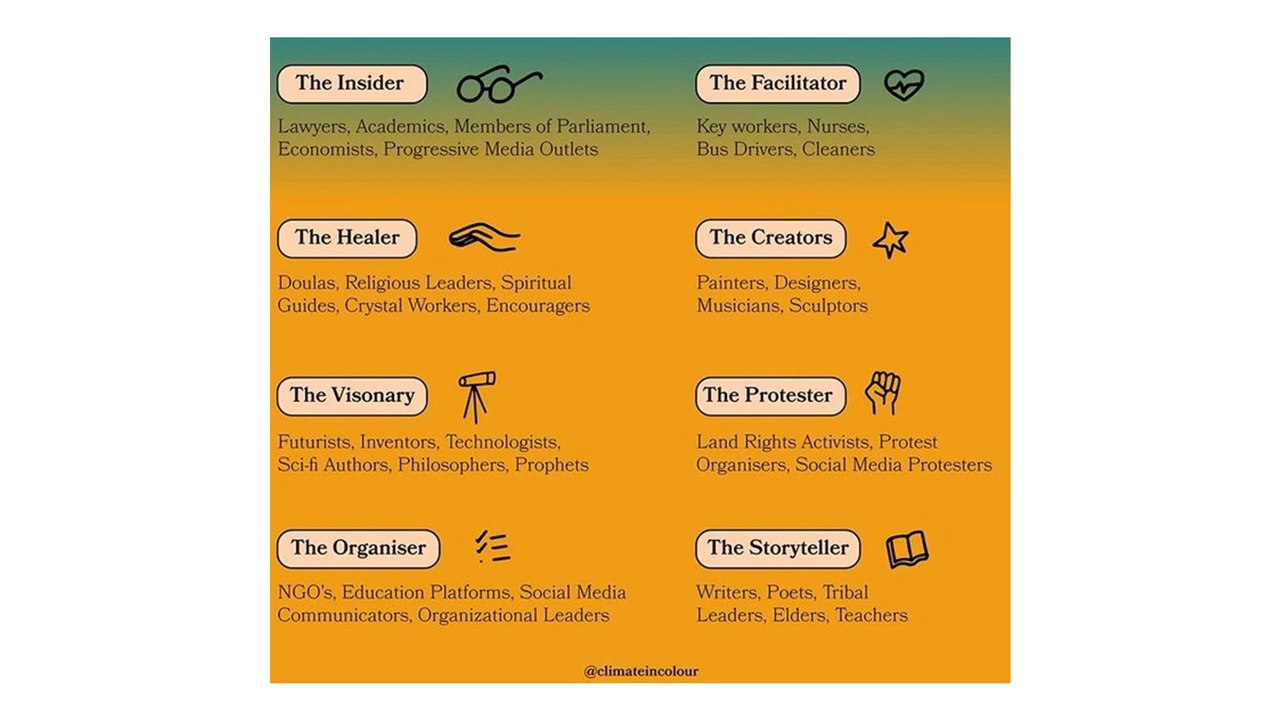 The Insider
Lawyers, Academics, Members of Parliament,
Economists, Progressive Media Outlets
The Facilitator
Key workers, Nurses,
Bus Drivers, Cleaners
The Healer
Doulas, Religious Leaders, Spiritual
Guides, Crystal Workers, Encouragers
The Creators
Painters, Designers,
Musicians, Sculptors
The Visonary
Futurists, Inventors, Technologists,
Sci-fi Authors, Philosophers, Prophets
The Protester
Land Rights Activists, Protest
Organisers, Social Media Protesters
The Organiser
NGO's, Education Platforms, Social Media
Communicators, Organizational Leaders
The Storyteller
Writers, Poets, Tribal
Leaders, Elders, Teachers
@climateincolour